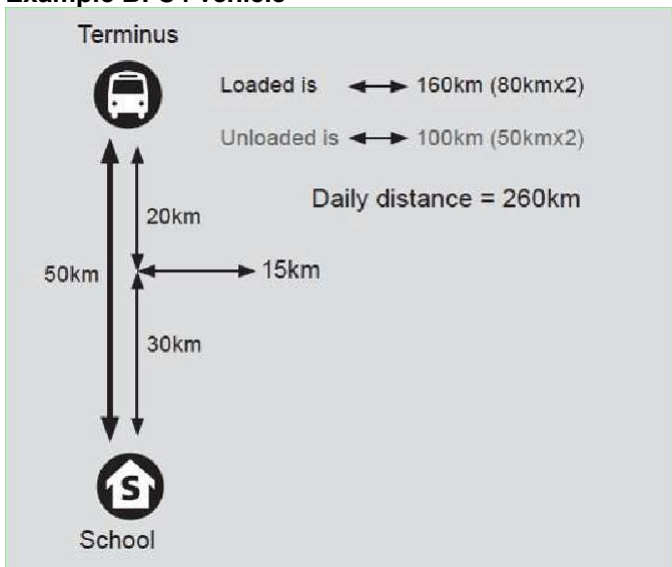 Terminus
Loaded is 160km (80kmx2)
Unloaded is 100km (50kmx2)
Daily distance = 260km
20km
50km
15km
30km
S
School